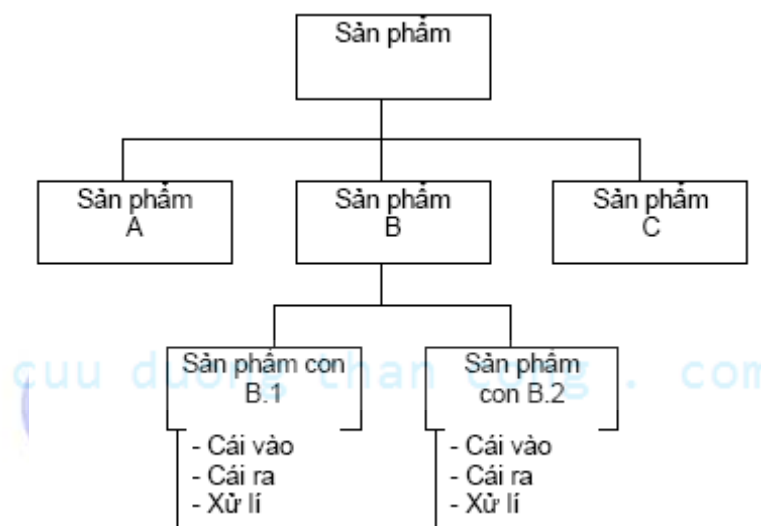 Sản phẩm
Sản phẩm
A
Sản phẩm
B
Sản phẩm
C
cuu duong than cong . com
Sản phẩm con
B.1
Sản phẩm
con B.2
- Cái vào
- Cái ra
- Xử lí
- Cái vào
- Cái ra
- Xử lí